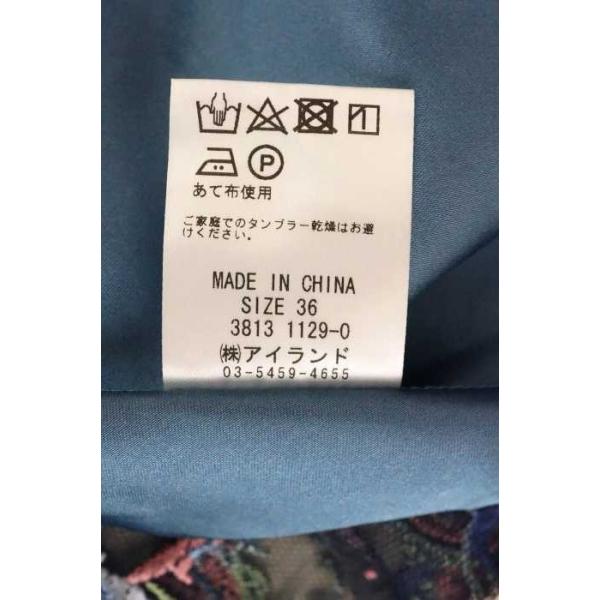 P
あて布使用
ご家庭でのタンブラー乾燥はお避
けください。
MADE IN CHINA
SIZE 36
3813 1129-0
㈱アイランド
03-5459-4655